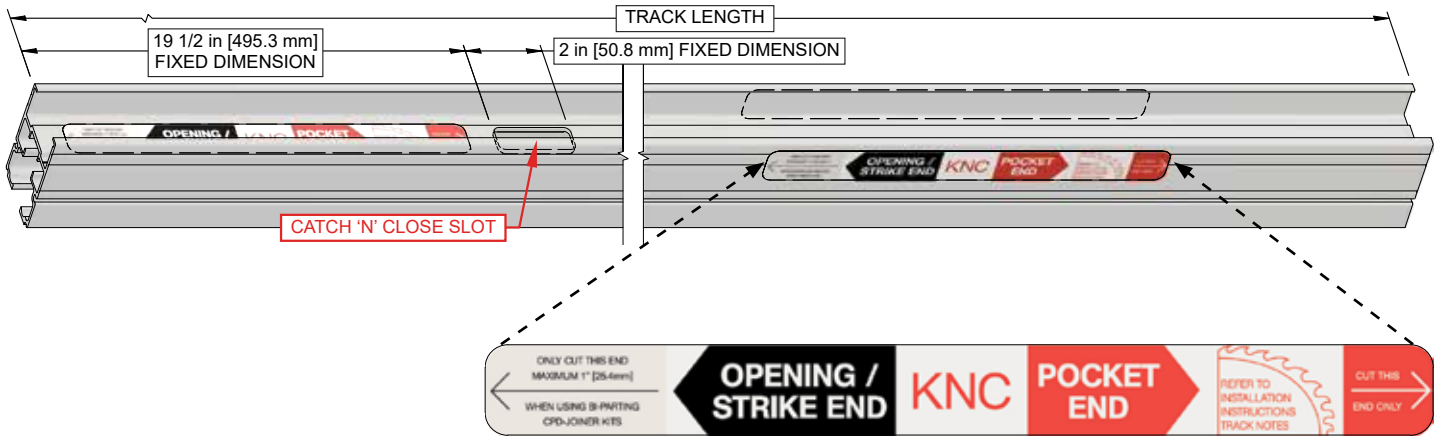 TRACK LENGTH
19 1/2 in [495.3 mm]
FIXED DIMENSION
2 in [50.8 mm] FIXED DIMENSION
OPENING /
KNC
POCKET
OPENING /
STRIKE END
KNC
POCKET
END
CATCH ‘N’ CLOSE SLOT
ONLY CUT THIS END
MAXIMUM 1" [25.4mm]
WHEN USING BI-PARTING
CPD-JOINER KITS
OPENING /
STRIKE END
KNC
POCKET
END
REFER TO
INSTALLATION
INSTRUCTIONS
TRACK NOTES
CUT THIS
END ONLY